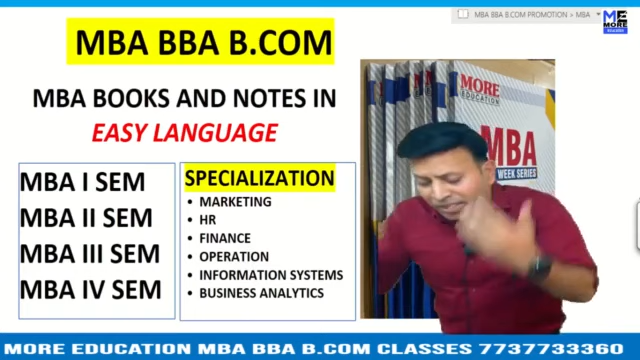 MBA BBA B.COM PROMOTION > MBA
MORE
MBA BBA B.COM
MBA BOOKS AND NOTES IN
EASY LANGUAGE
MBA I SEM
MBA II SEM
MBA III SEM
MBA IV SEM
SPECIALIZATION
• MARKETING
• HR
• FINANCE
• OPERATION
• INFORMATION SYSTEMS
• BUSINESS ANALYTICS
MORE
EDUCATION
MBA
WEEK SERIES
MORE EDUCATION MBA BBA B.COM CLASSES 7737733360